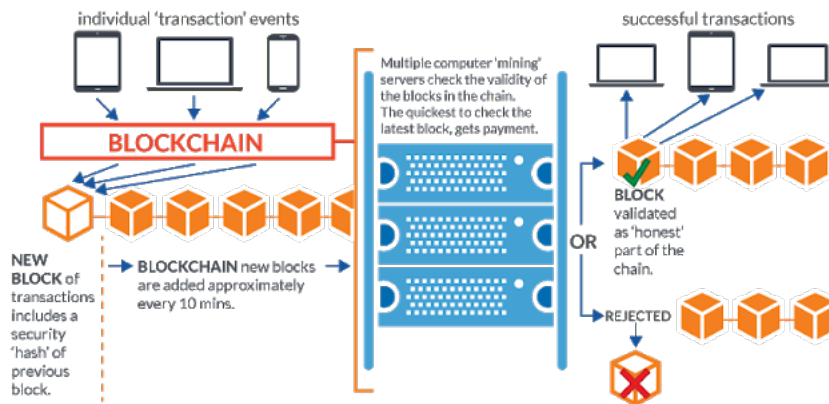 individual 'transaction' events
successful transactions
Multiple computer 'mining'
servers check the validity of
the blocks in the chain.
The quickest to check the
latest block, gets payment.
BLOCKCHAIN
NEW
BLOCK of
transactions
includes a
security
'hash' of
previous
block.
BLOCKCHAIN new blocks
are added approximately
every 10 mins.
OR
BLOCK
validated
as 'honest'
part of the
chain.
REJECTED